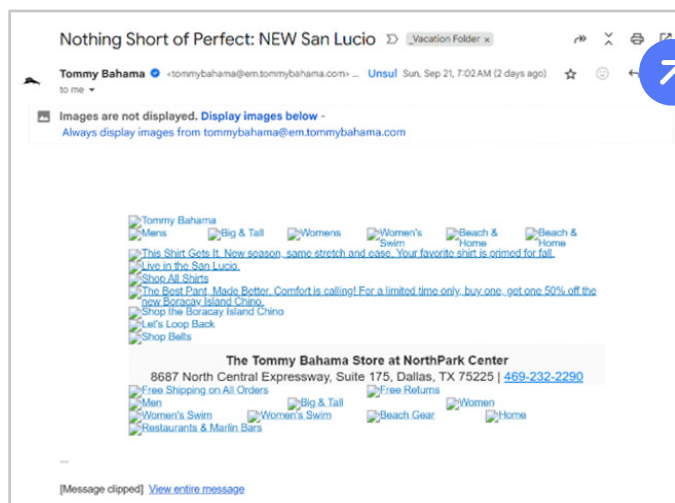 Nothing Short of Perfect: NEW San Lucio _Vacation Folder ×
Tommy Bahama <tommybahama@em.tommybahama.com> ... Unsul Sun, Sep 21, 7:02 AM (2 days ago)
to me
Images are not displayed. Display images below -
Always display images from tommybahama@em.tommybahama.com
Tommy Bahama
Mens Big & Tall Womens Women's Swim Beach & Home Beach & Home
This Shirt Gets It. New season, same stretch and ease. Your favorite shirt is primed for fall.
Live in the San Lucio.
Shop All Shirts
The Best Pant, Made Better. Comfort is calling! For a limited time only, buy one, get one 50% off the
new Boracay Island Chino.
Shop the Boracay Island Chino
Let's Loop Back
Shop Belts
The Tommy Bahama Store at NorthPark Center
8687 North Central Expressway, Suite 175, Dallas, TX 75225 | 469-232-2290
Free Shipping on All Orders Free Returns
Men Big & Tall Women
Women's Swim Women's Swim Beach Gear Home
Restaurants & Marlin Bars
...
[Message clipped] View entire message